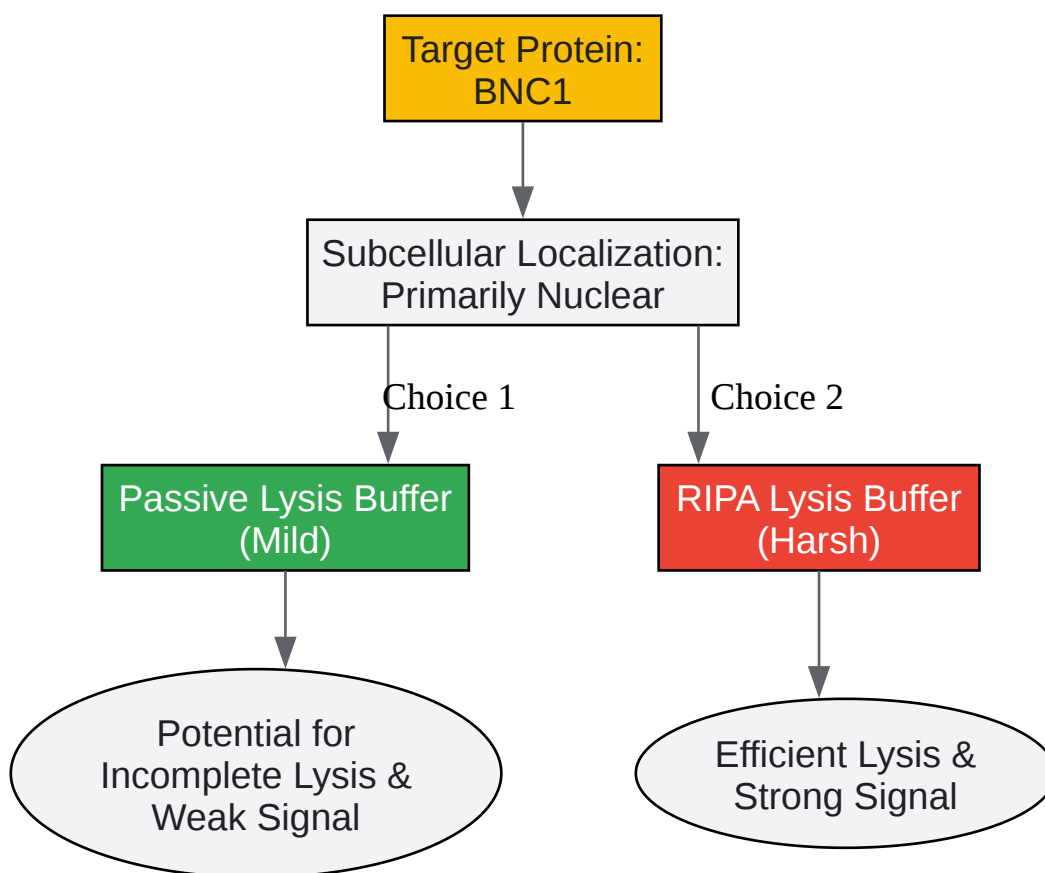 Target Protein:
BNC1
Subcellular Localization:
Primarily Nuclear
Choice 1
Choice 2
Passive Lysis Buffer
(Mild)
RIPA Lysis Buffer
(Harsh)
Potential for
Incomplete Lysis &
Weak Signal
Efficient Lysis &
Strong Signal